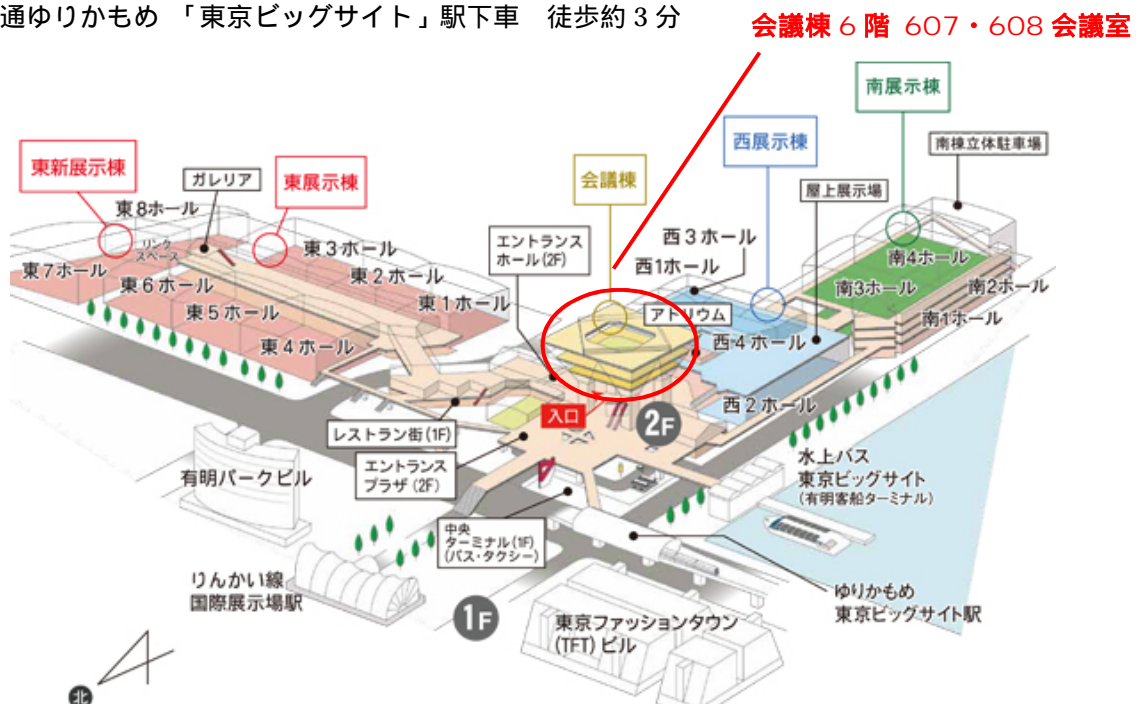 通ゆりかもめ 「東京ビッグサイト」駅下車　徒歩約3分
会議棟6階 607・608会議室
南展示棟
西展示棟
南棟立体駐車場
東新展示棟
ガレリア
東展示棟
会議棟
屋上展示場
東8ホール
リンク
スペース
東3ホール
エントランス
ホール(2F)
西3ホール
西1ホール
南4ホール
東7ホール
東6ホール
東2ホール
南3ホール
南2ホール
東5ホール
東1ホール
アトリウム
南1ホール
東4ホール
西4ホール
西2ホール
入口
2F
レストラン街(1F)
エントランス
プラザ(2F)
有明パークビル
水上バス
東京ビッグサイト
(有明客船ターミナル)
中央
ターミナル(1F)
(バス・タクシー)
りんかい線
国際展示場駅
1F
東京ファッションタウン
(TFT)ビル
ゆりかもめ
東京ビッグサイト駅
北